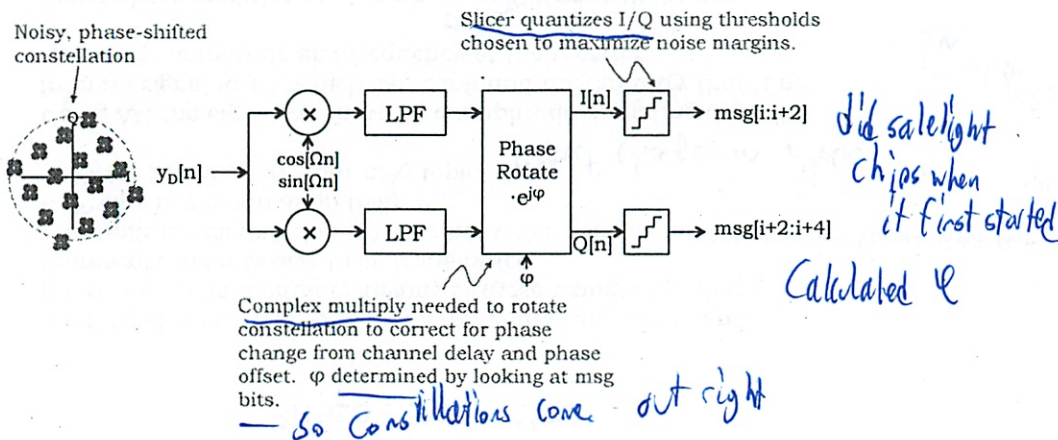 Noisy, phase-shifted
constellation
Slicer quantizes I/Q using thresholds
chosen to maximize noise margins.
Q
I
y_D[n]
×
LPF
cos[Ωn]
sin[Ωn]
×
LPF
Phase
Rotate
·e^jφ
φ
I[n]
msg[i:i+2]
Q[n]
msg[i+2:i+4]
did
chips when
it first started
Calculated φ
Complex multiply needed to rotate
constellation to correct for phase
change from channel delay and phase
offset. φ determined by looking at msg
bits.
— so constillations come out right